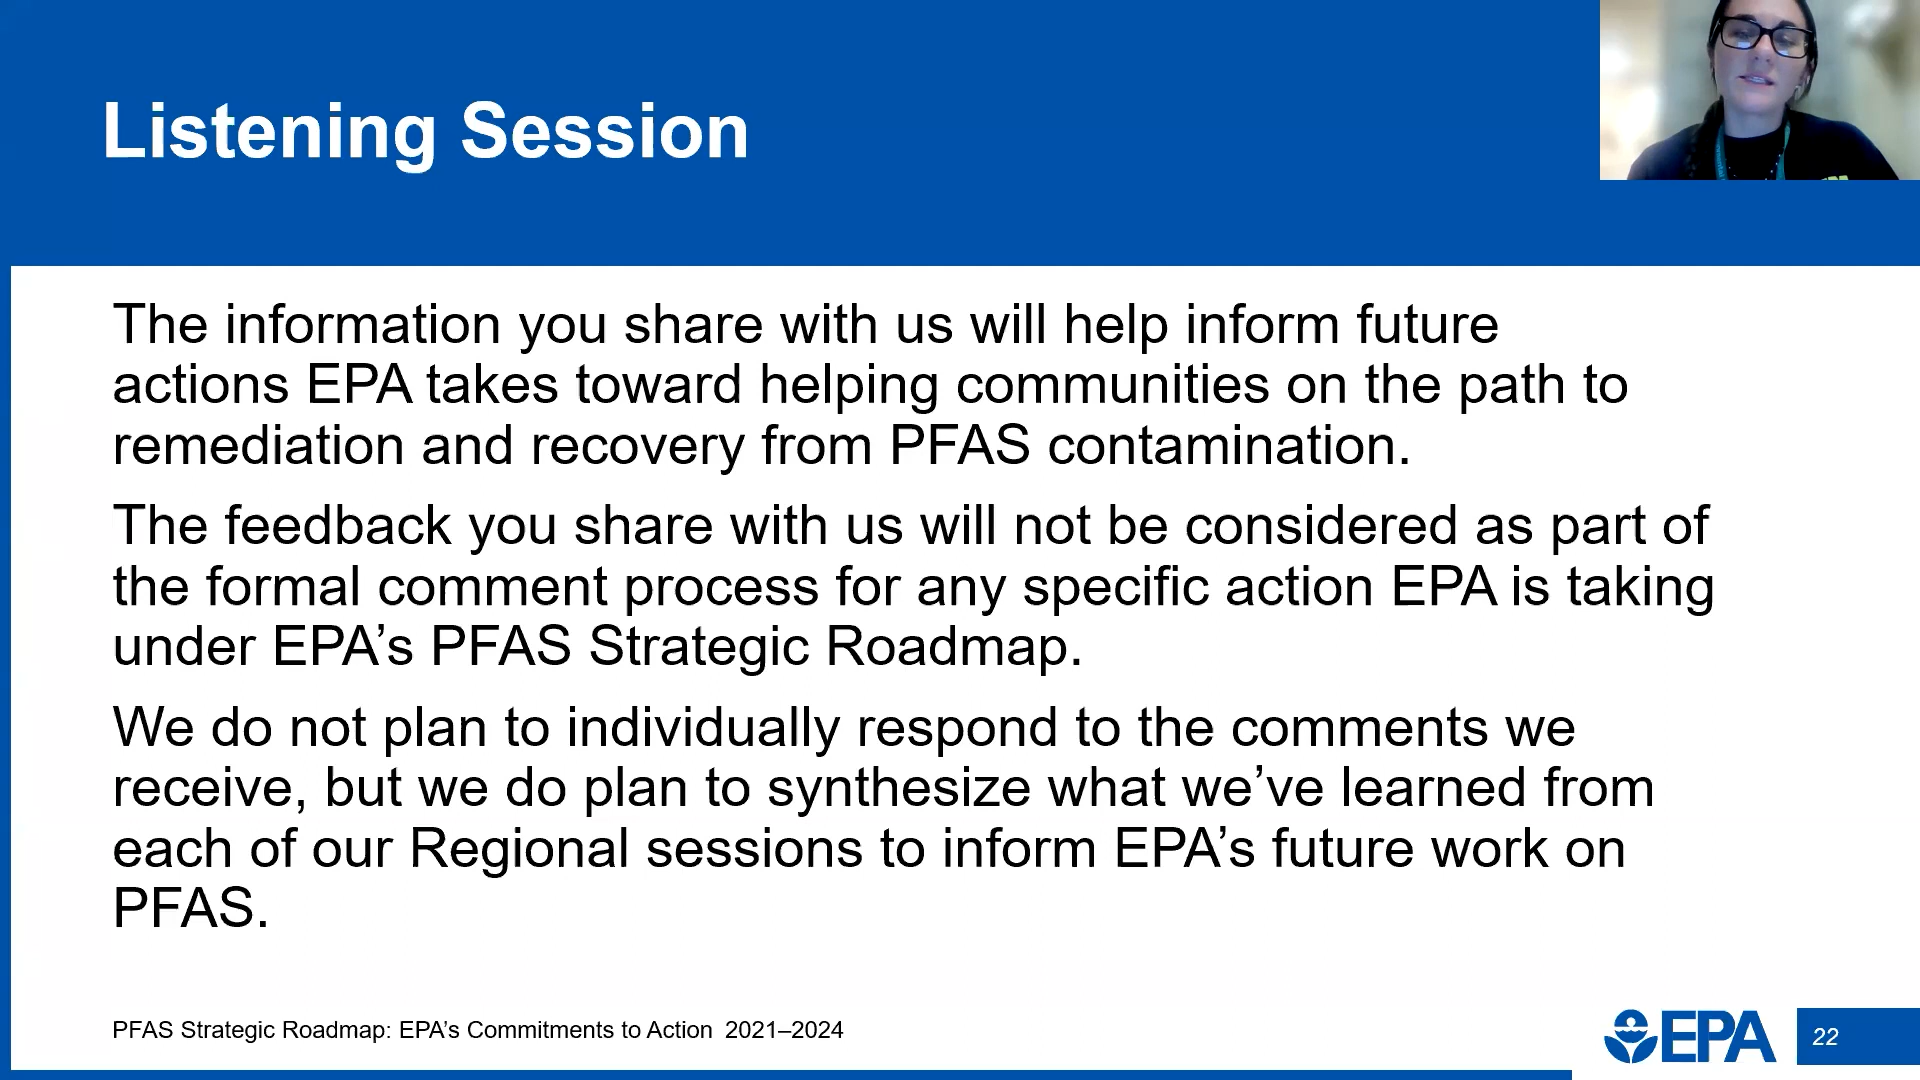 Listening Session
The information you share with us will help inform future
actions EPA takes toward helping communities on the path to
remediation and recovery from PFAS contamination.
The feedback you share with us will not be considered as part of
the formal comment process for any specific action EPA is taking
under EPA’s PFAS Strategic Roadmap.
We do not plan to individually respond to the comments we
receive, but we do plan to synthesize what we’ve learned from
each of our Regional sessions to inform EPA’s future work on
PFAS.
PFAS Strategic Roadmap: EPA’s Commitments to Action 2021–2024
EPA
22